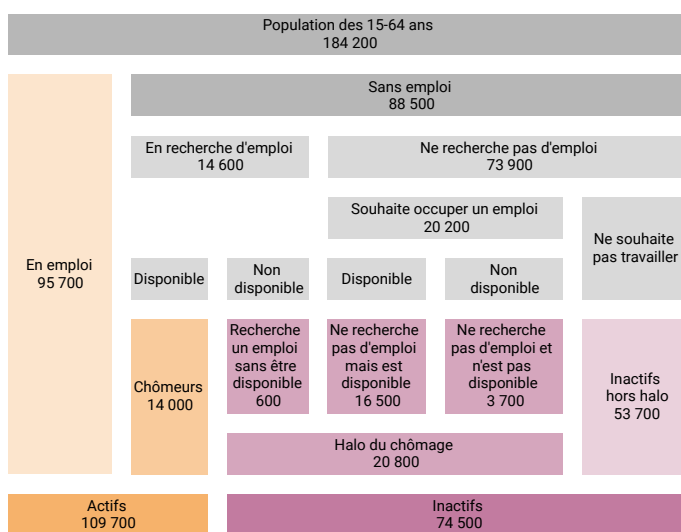 Population des 15-64 ans
184 200
Sans emploi
88 500
En recherche d'emploi
14 600
Ne recherche pas d'emploi
73 900
Souhaite occuper un emploi
20 200
Ne souhaite
pas travailler
En emploi
95 700
Disponible
Non
disponible
Disponible
Non
disponible
Chômeurs
14 000
Recherche
un emploi
sans être
disponible
600
Ne recherche
pas d'emploi
mais est
disponible
16 500
Ne recherche
pas d'emploi et
n'est pas
disponible
3 700
Inactifs
hors halo
53 700
Halo du chômage
20 800
Actifs
109 700
Inactifs
74 500